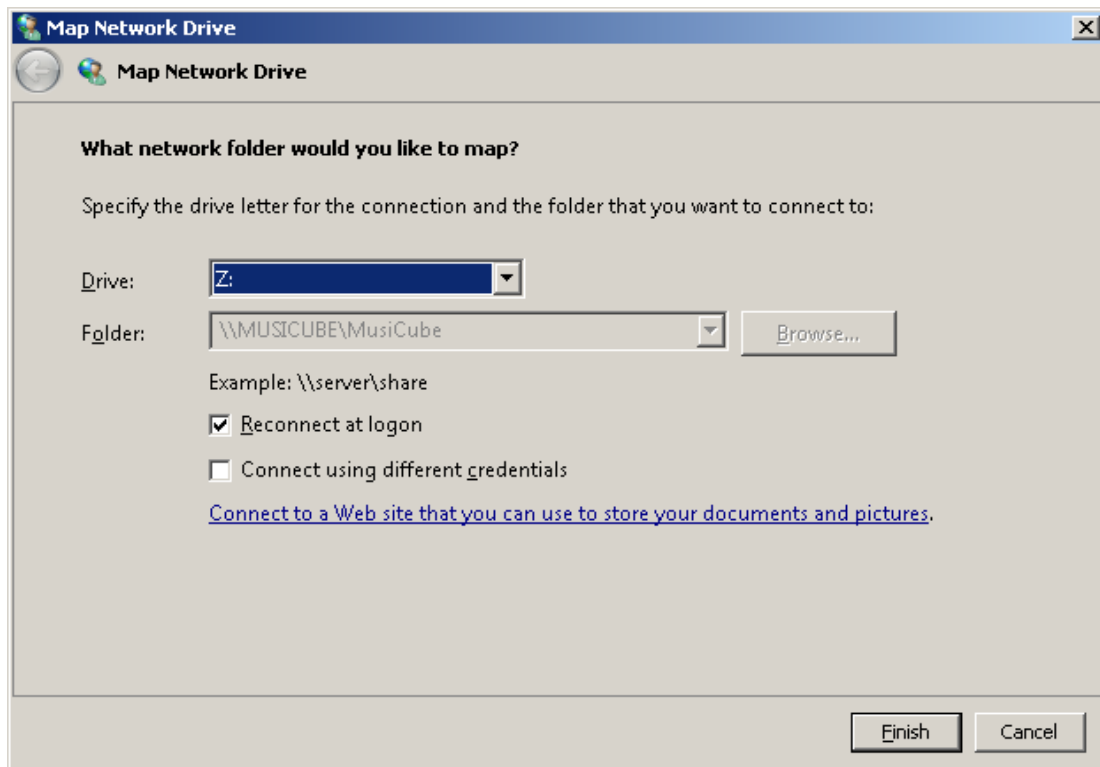 Map Network Drive
Map Network Drive
What network folder would you like to map?
Specify the drive letter for the connection and the folder that you want to connect to:
Drive: Z:
Folder: \\MUSICUBE\MusiCube Browse...
Example: \\server\share
Reconnect at logon
Connect using different credentials
Connect to a Web site that you can use to store your documents and pictures.
Finish Cancel